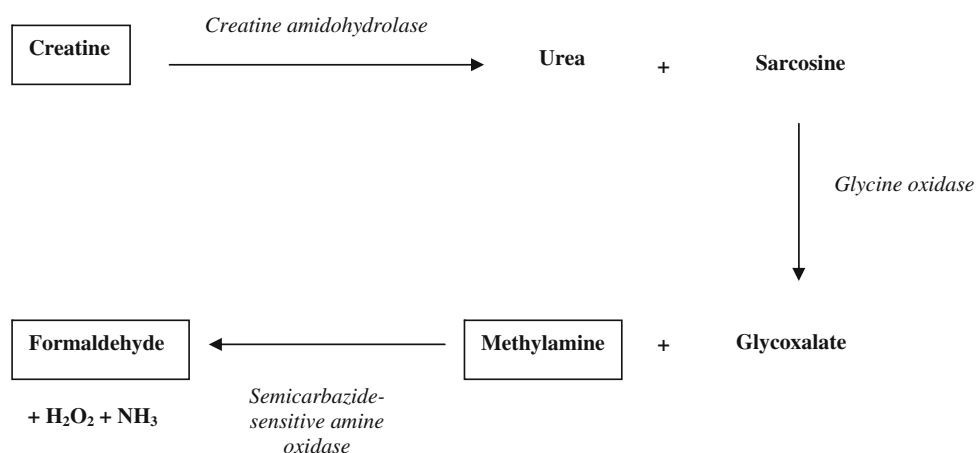 Creatine amidohydrolase
Creatine
Urea + Sarcosine
Glycine oxidase
Formaldehyde
Methylamine + Glycoxalate
+ H₂O₂ + NH₃
Semicarbazide-
sensitive amine
oxidase